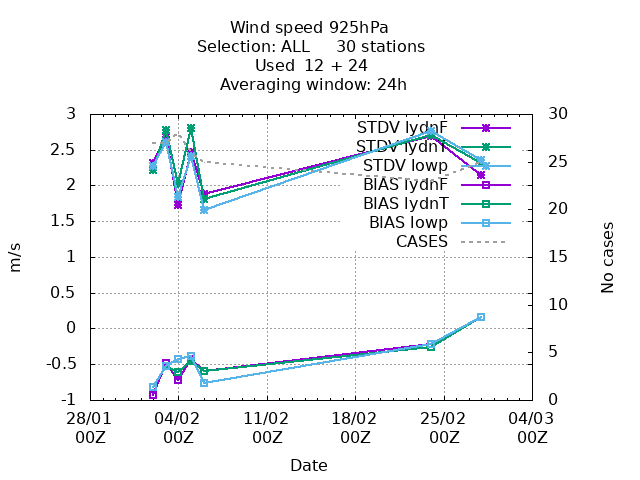 Wind speed 925hPa
Selection: ALL     30 stations
Used  12 + 24
Averaging window: 24h
3
2.5
2
1.5
1
0.5
0
-0.5
-1
m/s
30
25
20
15
10
5
0
No cases
STDV lydnF
STDV lydnT
STDV lowp
BIAS lydnF
BIAS lydnT
BIAS lowp
CASES
28/01 04/02 11/02 18/02 25/02 04/03
00Z 00Z 00Z 00Z 00Z 00Z
Date